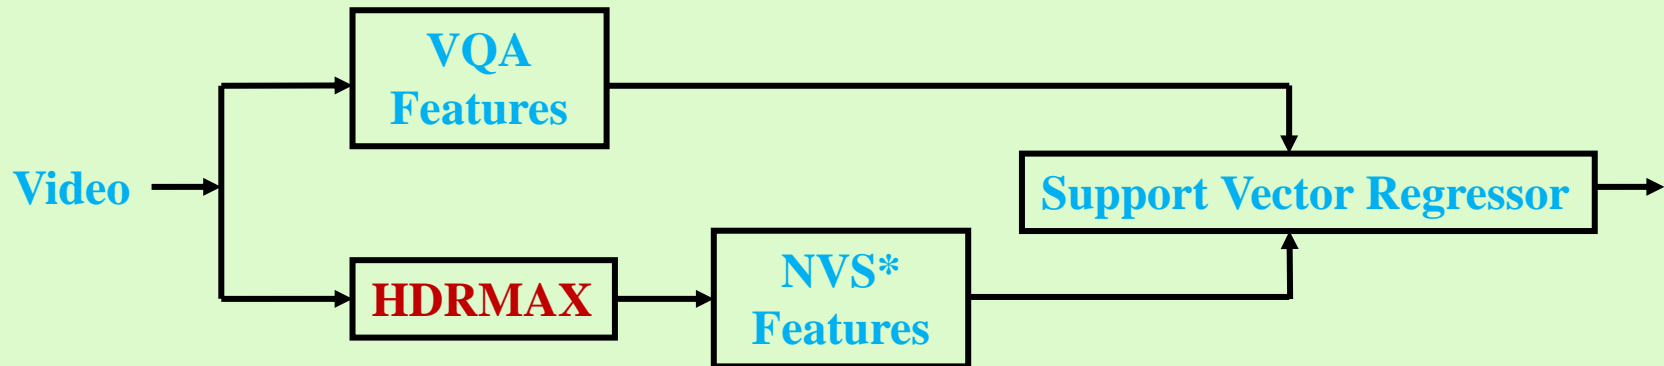 VQA
Features
Video
Support Vector Regressor
HDRMAX
NVS*
Features